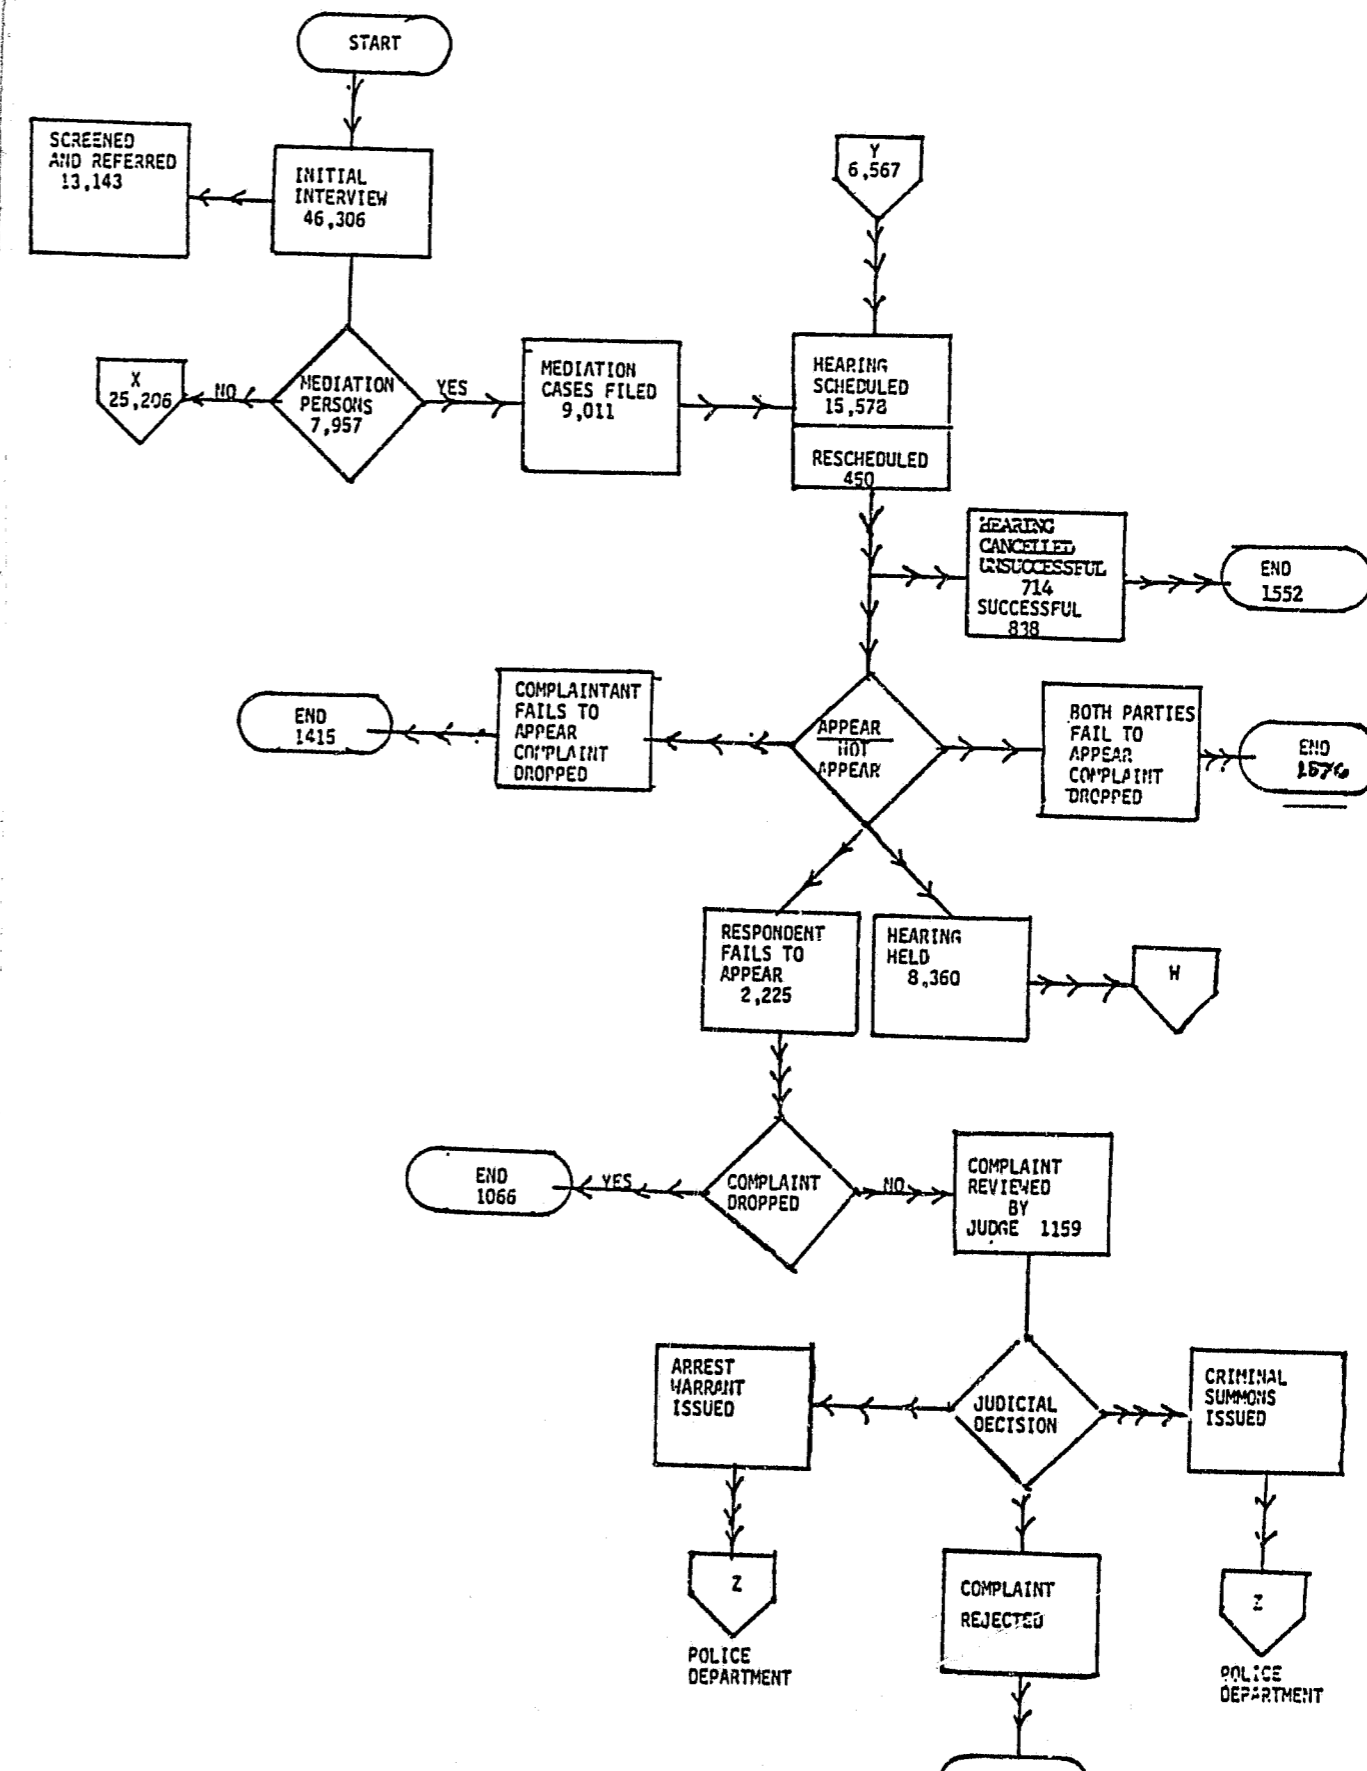 START
SCREENED
AND REFERRED
13,143
INITIAL
INTERVIEW
46,306
Y
6,567
X
25,206
NO
MEDIATION
PERSONS
7,957
YES
MEDIATION
CASES FILED
9,011
HEARING
SCHEDULED
15,578
RESCHEDULED
450
HEARING
CANCELLED
UNSUCCESSFUL
714
SUCCESSFUL
838
END
1552
END
1415
COMPLAINTANT
FAILS TO
APPEAR
COMPLAINT
DROPPED
APPEAR
NOT
APPEAR
BOTH PARTIES
FAIL TO
APPEAR
COMPLAINT
DROPPED
END
RESPONDENT
FAILS TO
APPEAR
2,225
HEARING
HELD
8,360
W
END
1066
YES
COMPLAINT
DROPPED
NO
COMPLAINT
REVIEWED
BY
JUDGE 1159
ARREST
WARRANT
ISSUED
JUDICIAL
DECISION
CRIMINAL
SUMMONS
ISSUED
Z
POLICE
DEPARTMENT
COMPLAINT
REJECTED
Z
POLICE
DEPARTMENT